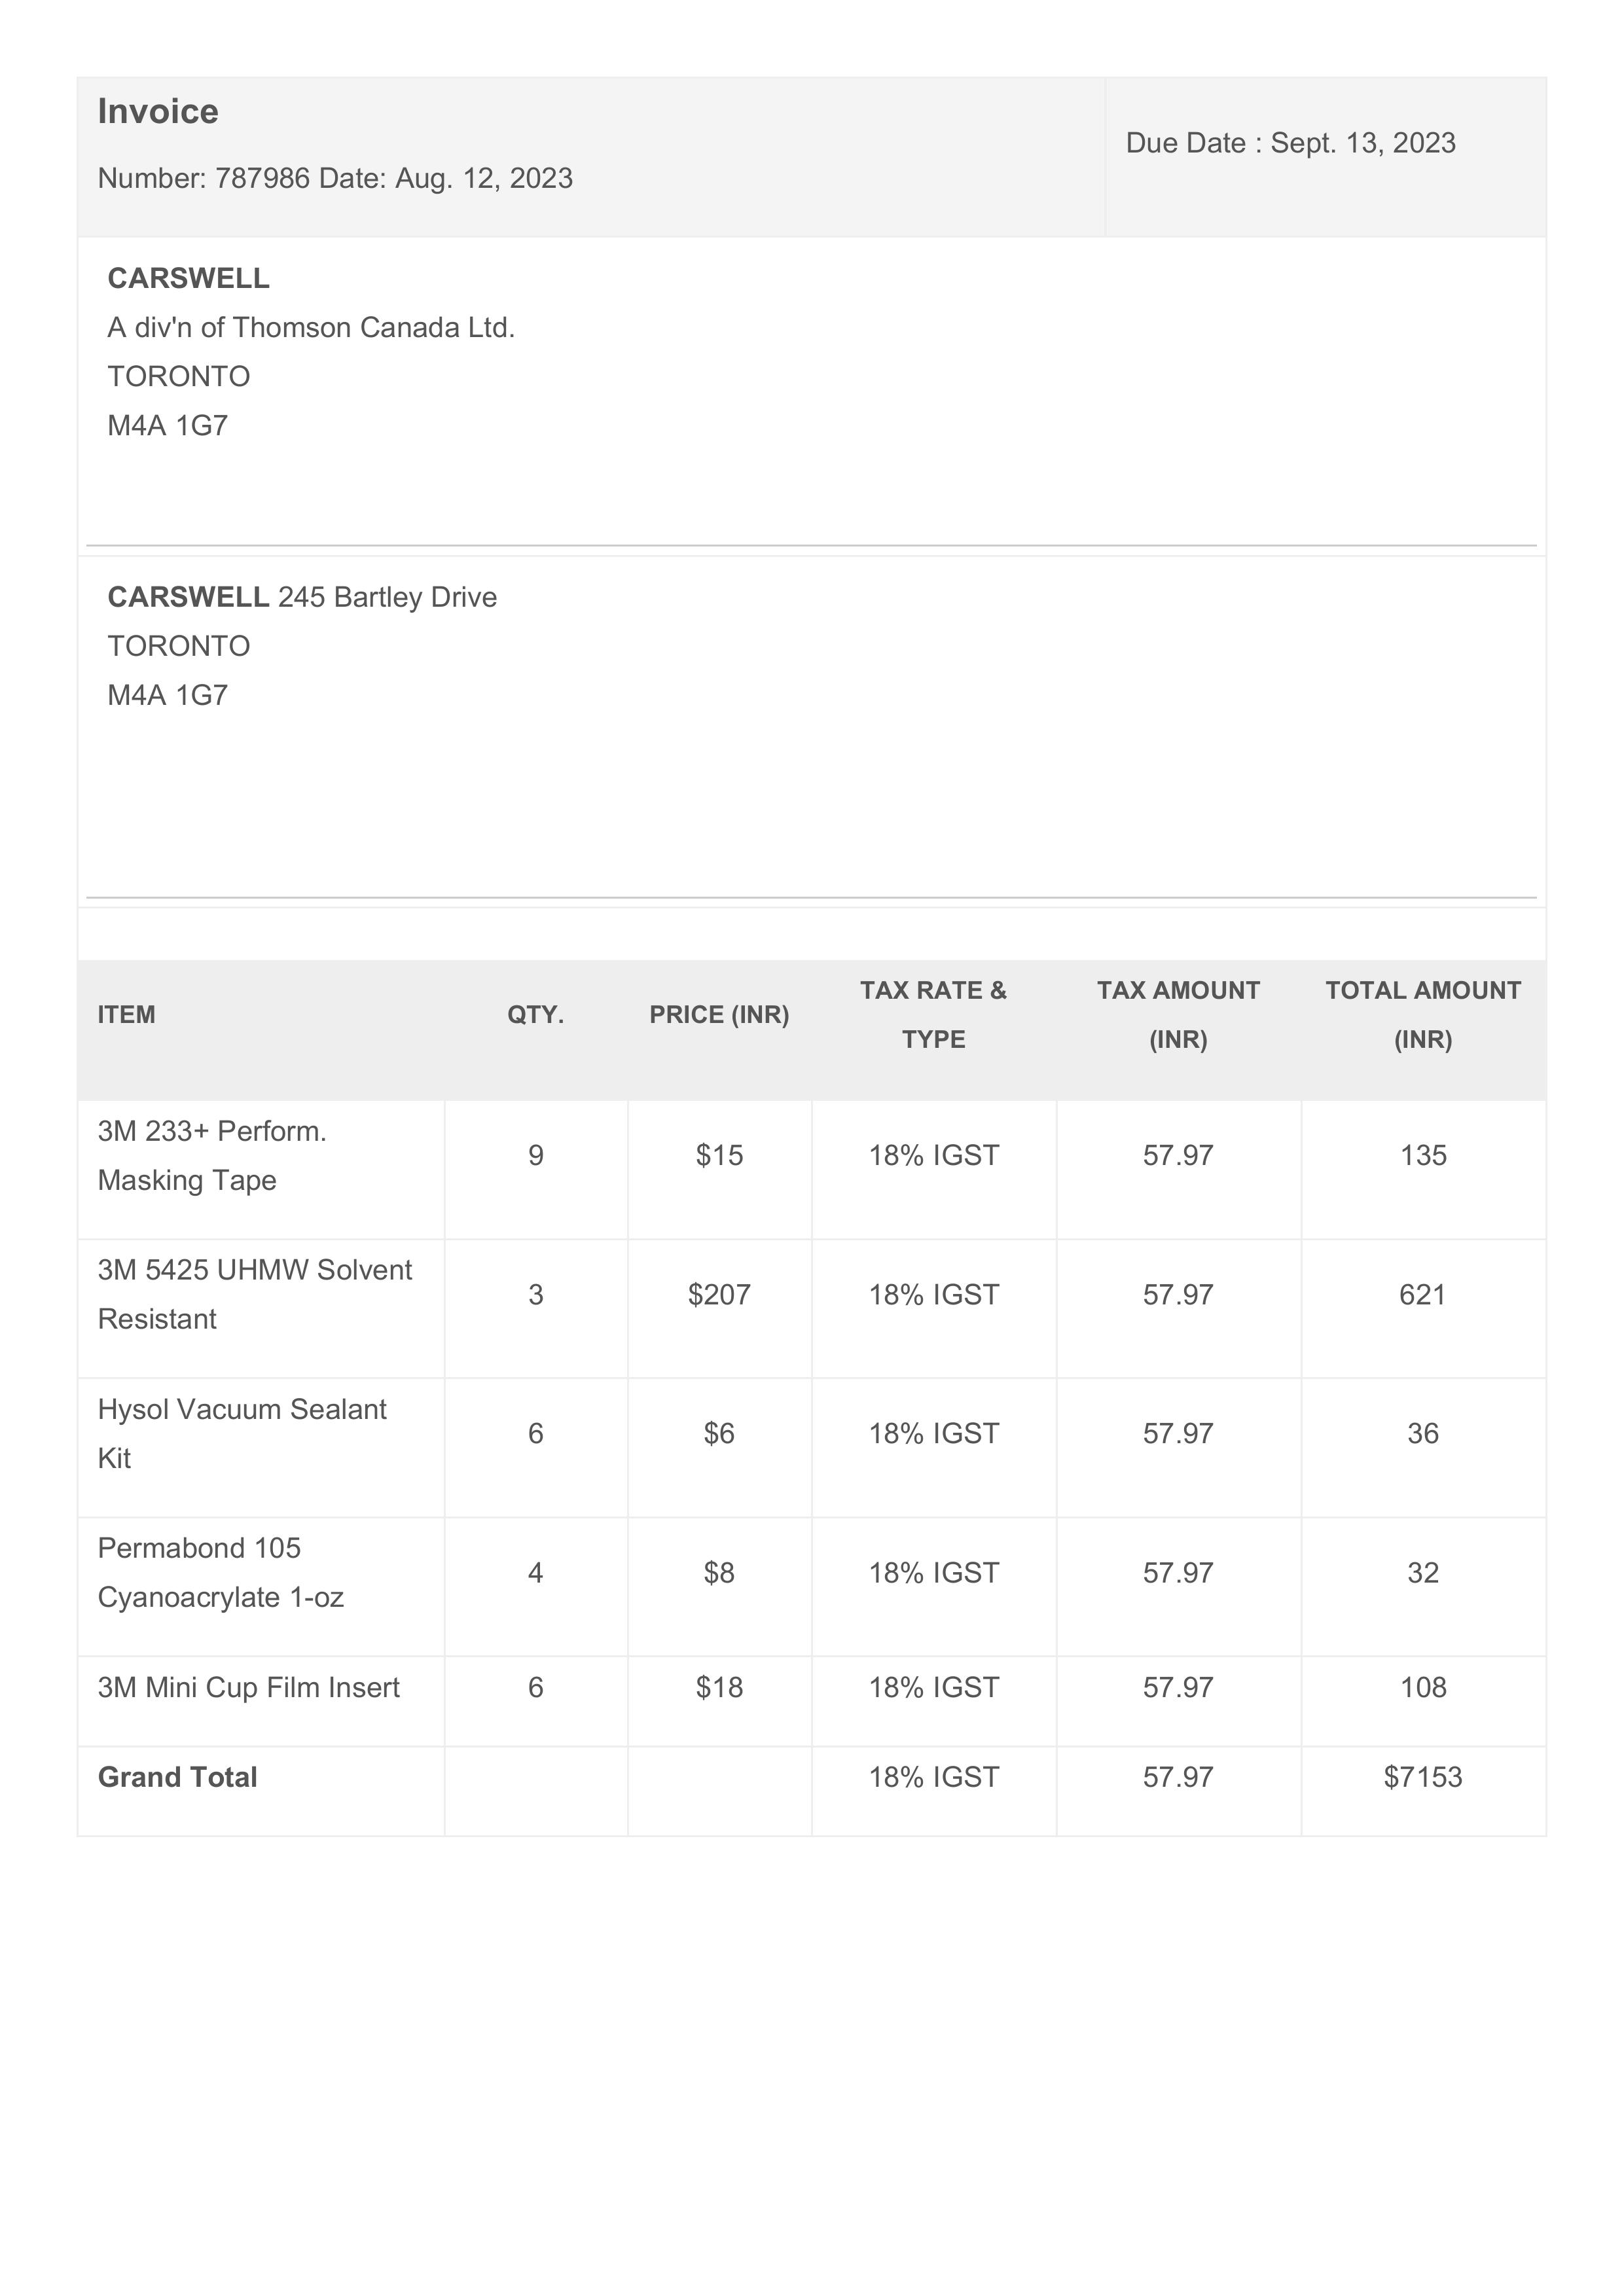 Invoice
Number: 787986 Date: Aug. 12, 2023
Due Date : Sept. 13, 2023
CARSWELL
A div'n of Thomson Canada Ltd.
TORONTO
M4A 1G7
CARSWELL 245 Bartley Drive
TORONTO
M4A 1G7
ITEM QTY. PRICE (INR) TAX RATE & TYPE TAX AMOUNT (INR) TOTAL AMOUNT (INR)
3M 233+ Perform. Masking Tape 9 $15 18% IGST 57.97 135
3M 5425 UHMW Solvent Resistant 3 $207 18% IGST 57.97 621
Hysol Vacuum Sealant Kit 6 $6 18% IGST 57.97 36
Permabond 105 Cyanoacrylate 1-oz 4 $8 18% IGST 57.97 32
3M Mini Cup Film Insert 6 $18 18% IGST 57.97 108
Grand Total 18% IGST 57.97 $7153